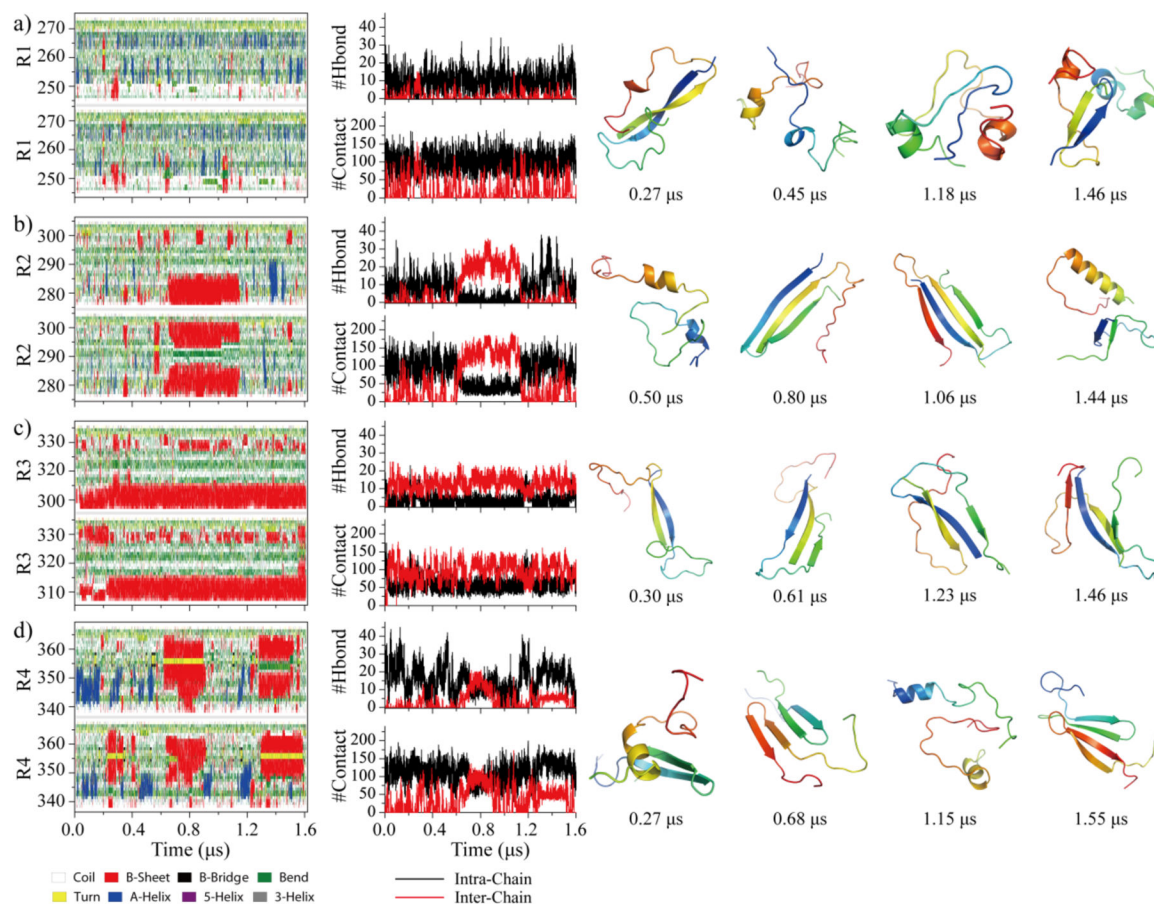 a)
R1
270
260
250
R1
270
260
250
#Hbond
40
30
20
10
0
#Contact
200
150
100
50
0
0.27 µs 0.45 µs 1.18 µs 1.46 µs
b)
R2
300
290
280
R2
300
290
280
#Hbond
40
30
20
10
0
#Contact
200
150
100
50
0
0.50 µs 0.80 µs 1.06 µs 1.44 µs
c)
R3
330
320
300
R3
330
320
310
#Hbond
40
30
20
10
0
#Contact
200
150
100
50
0
0.30 µs 0.61 µs 1.23 µs 1.46 µs
d)
R4
360
350
340
R4
360
350
340
#Hbond
40
30
20
10
0
#Contact
200
150
100
50
0
0.27 µs 0.68 µs 1.15 µs 1.55 µs
0.0 0.4 0.8 1.2 1.6
Time (µs)
0.0 0.4 0.8 1.2 1.6
Time (µs)
Coil B-Sheet B-Bridge Bend
Turn A-Helix 5-Helix 3-Helix
Intra-Chain
Inter-Chain